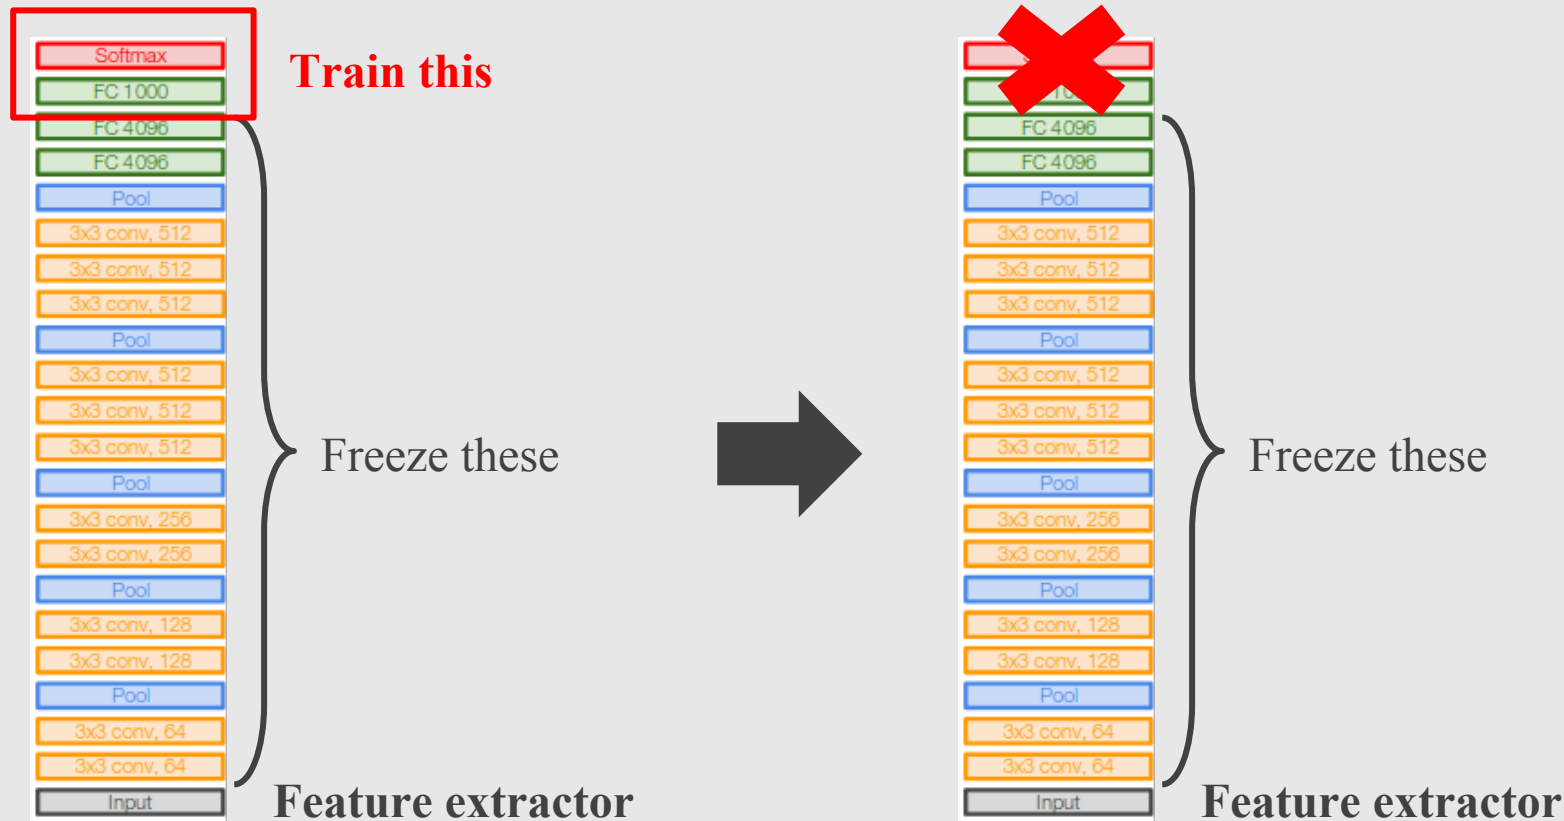 Softmax
FC 1000
FC 4096
FC 4096
Pool
3x3 conv, 512
3x3 conv, 512
3x3 conv, 512
Pool
3x3 conv, 512
3x3 conv, 512
3x3 conv, 512
Pool
3x3 conv, 256
3x3 conv, 256
Pool
3x3 conv, 128
3x3 conv, 128
Pool
3x3 conv, 64
3x3 conv, 64
Input
Train this
Freeze these
Feature extractor
FC 4096
FC 4096
Pool
3x3 conv, 512
3x3 conv, 512
3x3 conv, 512
Pool
3x3 conv, 512
3x3 conv, 512
3x3 conv, 512
Pool
3x3 conv, 256
3x3 conv, 256
Pool
3x3 conv, 128
3x3 conv, 128
Pool
3x3 conv, 64
3x3 conv, 64
Input
Freeze these
Feature extractor